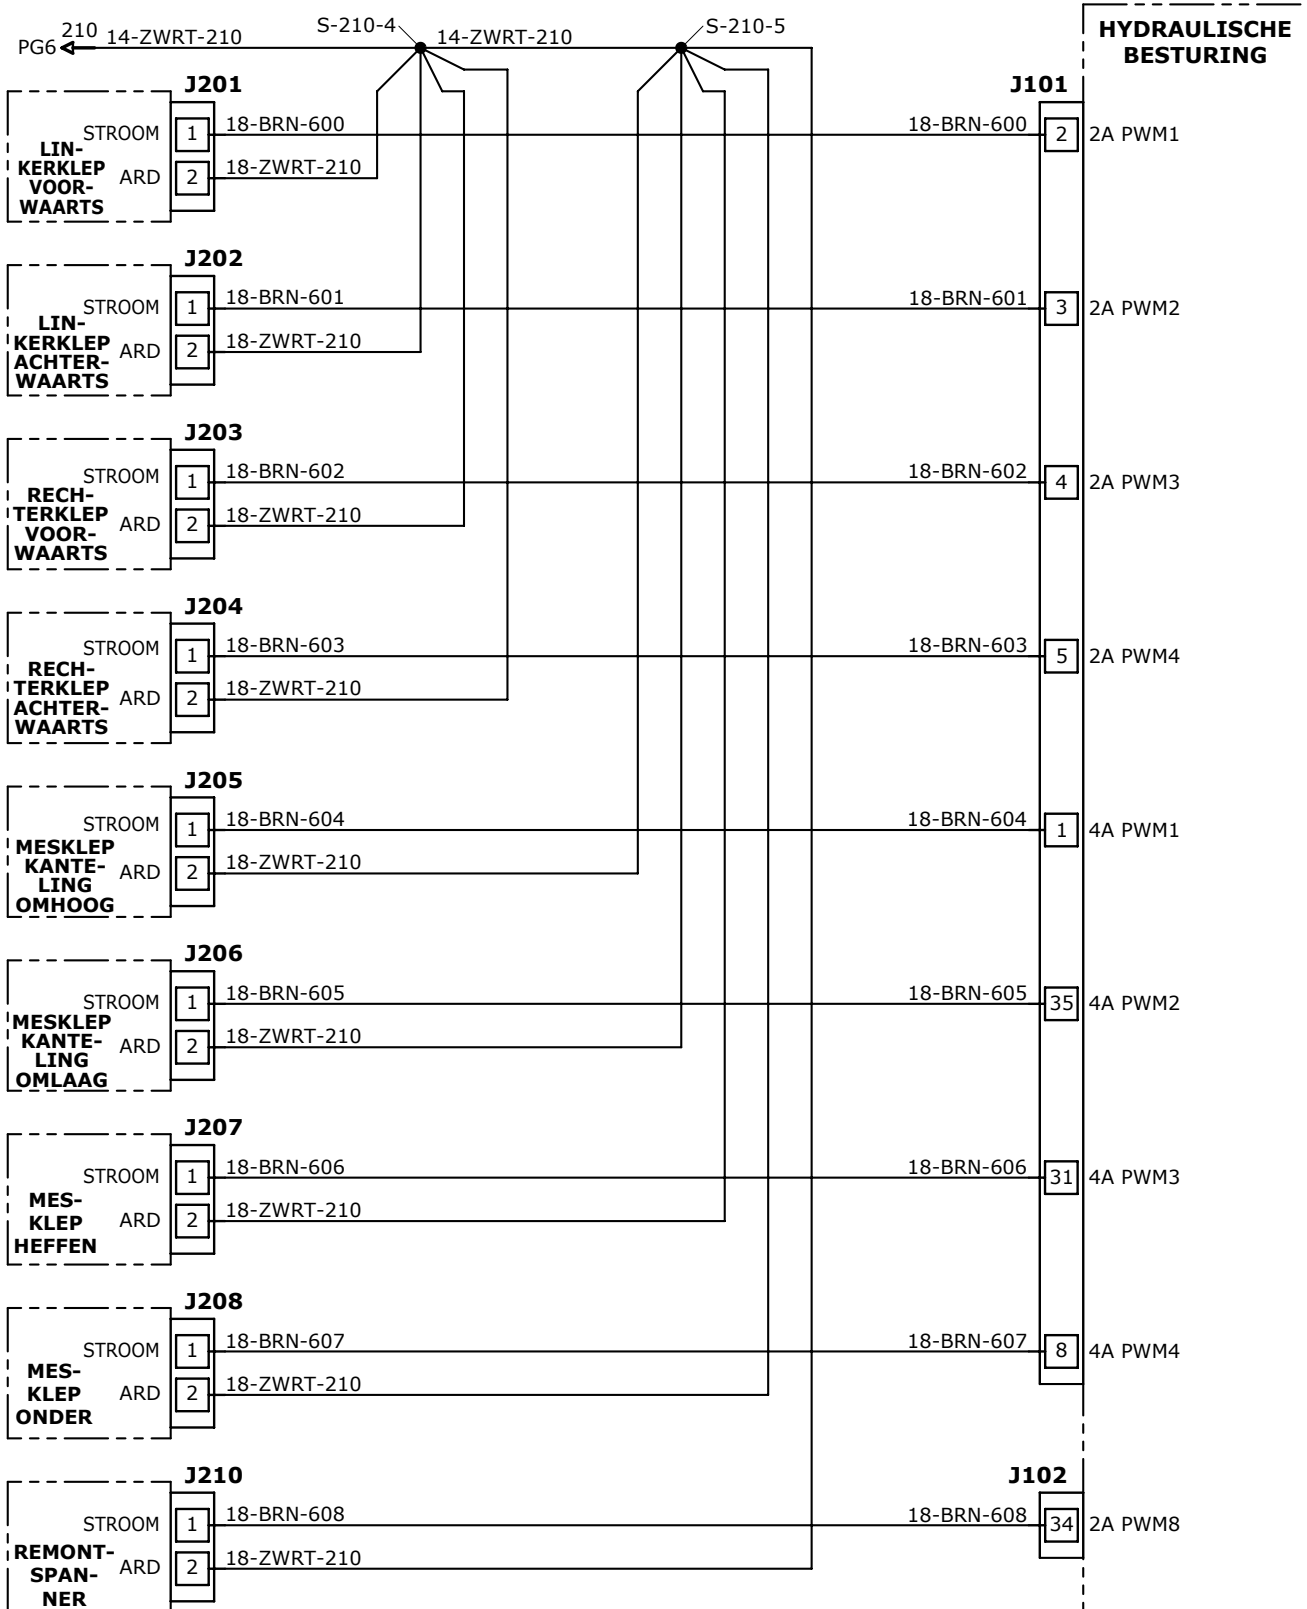 HYDRAULISCHE
BESTURING
PG6 210 14-ZWRT-210 S-210-4 14-ZWRT-210 S-210-5
J201 J101
STROOM 1 18-BRN-600 18-BRN-600 2 2A PWM1
ARD 2 18-ZWRT-210
LIN-
KERKLEP
VOOR-
WAARTS
J202
STROOM 1 18-BRN-601 18-BRN-601 3 2A PWM2
ARD 2 18-ZWRT-210
LIN-
KERKLEP
ACHTER-
WAARTS
J203
STROOM 1 18-BRN-602 18-BRN-602 4 2A PWM3
ARD 2 18-ZWRT-210
RECH-
TERKLEP
VOOR-
WAARTS
J204
STROOM 1 18-BRN-603 18-BRN-603 5 2A PWM4
ARD 2 18-ZWRT-210
RECH-
TERKLEP
ACHTER-
WAARTS
J205
STROOM 1 18-BRN-604 18-BRN-604 1 4A PWM1
ARD 2 18-ZWRT-210
MESKLEP
KANTE-
LING
OMHOOG
J206
STROOM 1 18-BRN-605 18-BRN-605 35 4A PWM2
ARD 2 18-ZWRT-210
MESKLEP
KANTE-
LING
OMLAAG
J207
STROOM 1 18-BRN-606 18-BRN-606 31 4A PWM3
ARD 2 18-ZWRT-210
MES-
KLEP
HEFFEN
J208
STROOM 1 18-BRN-607 18-BRN-607 8 4A PWM4
ARD 2 18-ZWRT-210
MES-
KLEP
ONDER
J210 J102
STROOM 1 18-BRN-608 18-BRN-608 34 2A PWM8
ARD 2 18-ZWRT-210
REMONT-
SPAN-
NER